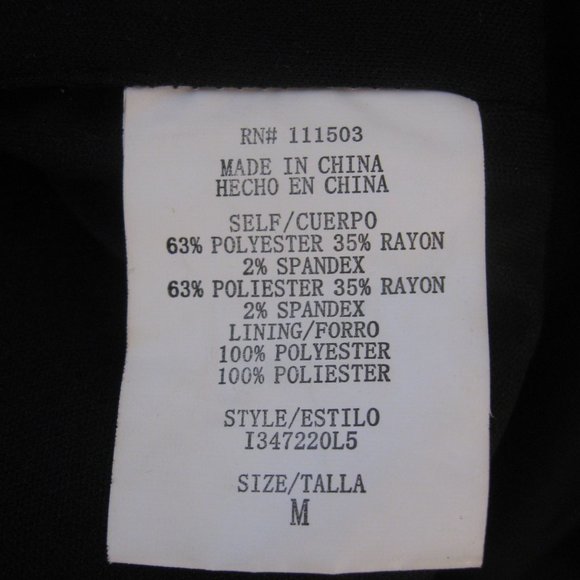 RN# 111503
MADE IN CHINA
HECHO EN CHINA
SELF/CUERPO
63% POLYESTER 35% RAYON
2% SPANDEX
63% POLIESTER 35% RAYON
2% SPANDEX
LINING/FORRO
100% POLYESTER
100% POLIESTER
STYLE/ESTILO
I347220L5
SIZE/TALLA
M